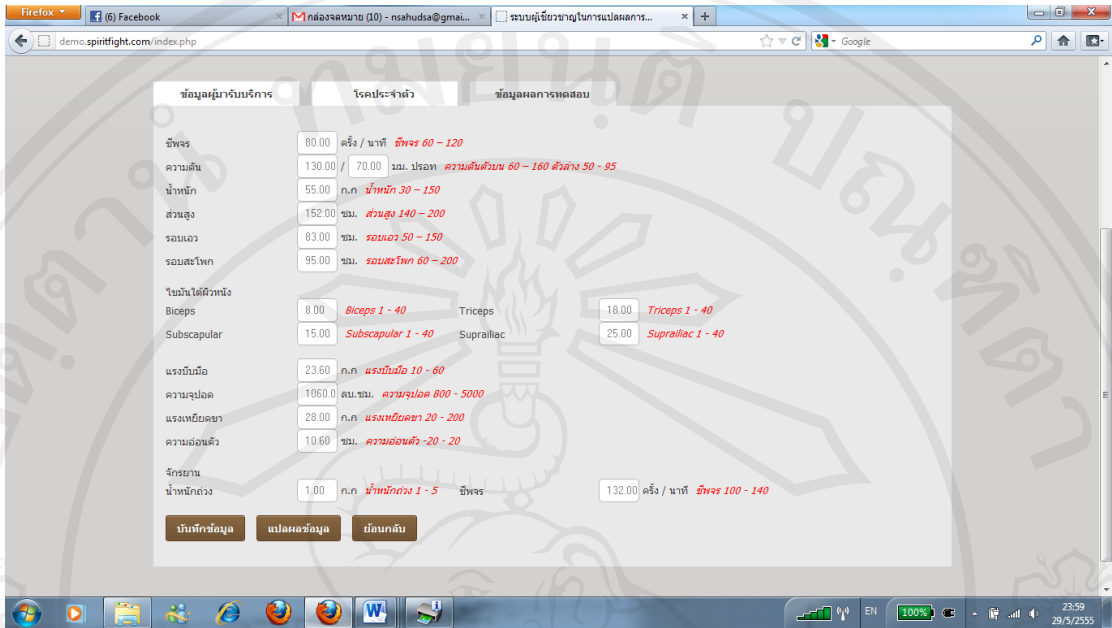 Firefox
(6) Facebook
กล่องจดหมาย (10) - nsahudsa@gmai...
ระบบผู้เชี่ยวชาญในการแปลผลการ...
demo.spiritfight.com/index.php
Google
ข้อมูลผู้มารับบริการ โรคประจำตัว ข้อมูลผลการทดสอบ
ชีพจร 80.00 ครั้ง / นาที ชีพจร 60 – 120
ความดัน 130.00 / 70.00 มม. ปรอท ความดันตัวบน 60 – 160 ตัวล่าง 50 - 95
น้ำหนัก 55.00 ก.ก น้ำหนัก 30 – 150
ส่วนสูง 152.00 ซม. ส่วนสูง 140 – 200
รอบเอว 83.00 ซม. รอบเอว 50 – 150
รอบสะโพก 95.00 ซม. รอบสะโพก 60 – 200
ไขมันใต้ผิวหนัง
Biceps 8.00 Biceps 1 - 40 Triceps 18.00 Triceps 1 - 40
Subscapular 15.00 Subscapular 1 - 40 Suprailiac 25.00 Suprailiac 1 - 40
แรงบีบมือ 23.60 ก.ก แรงบีบมือ 10 - 60
ความจุปอด 1060.0 ลบ.ซม. ความจุปอด 800 - 5000
แรงเหยียดขา 28.00 ก.ก แรงเหยียดขา 20 - 200
ความอ่อนตัว 10.60 ซม. ความอ่อนตัว -20 - 20
จักรยาน
น้ำหนักถ่วง 1.00 ก.ก น้ำหนักถ่วง 1 - 5 ชีพจร 132.00 ครั้ง / นาที ชีพจร 100 - 140
บันทึกข้อมูล แปลผลข้อมูล ย้อนกลับ
EN 100% 23:59
29/5/2555